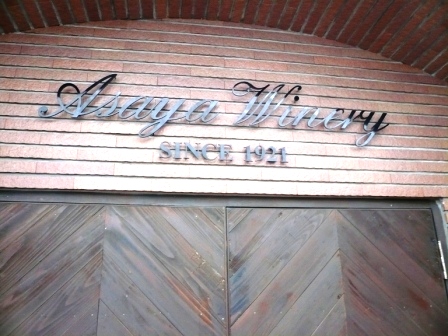 Asaya Winery
SINCE 1921